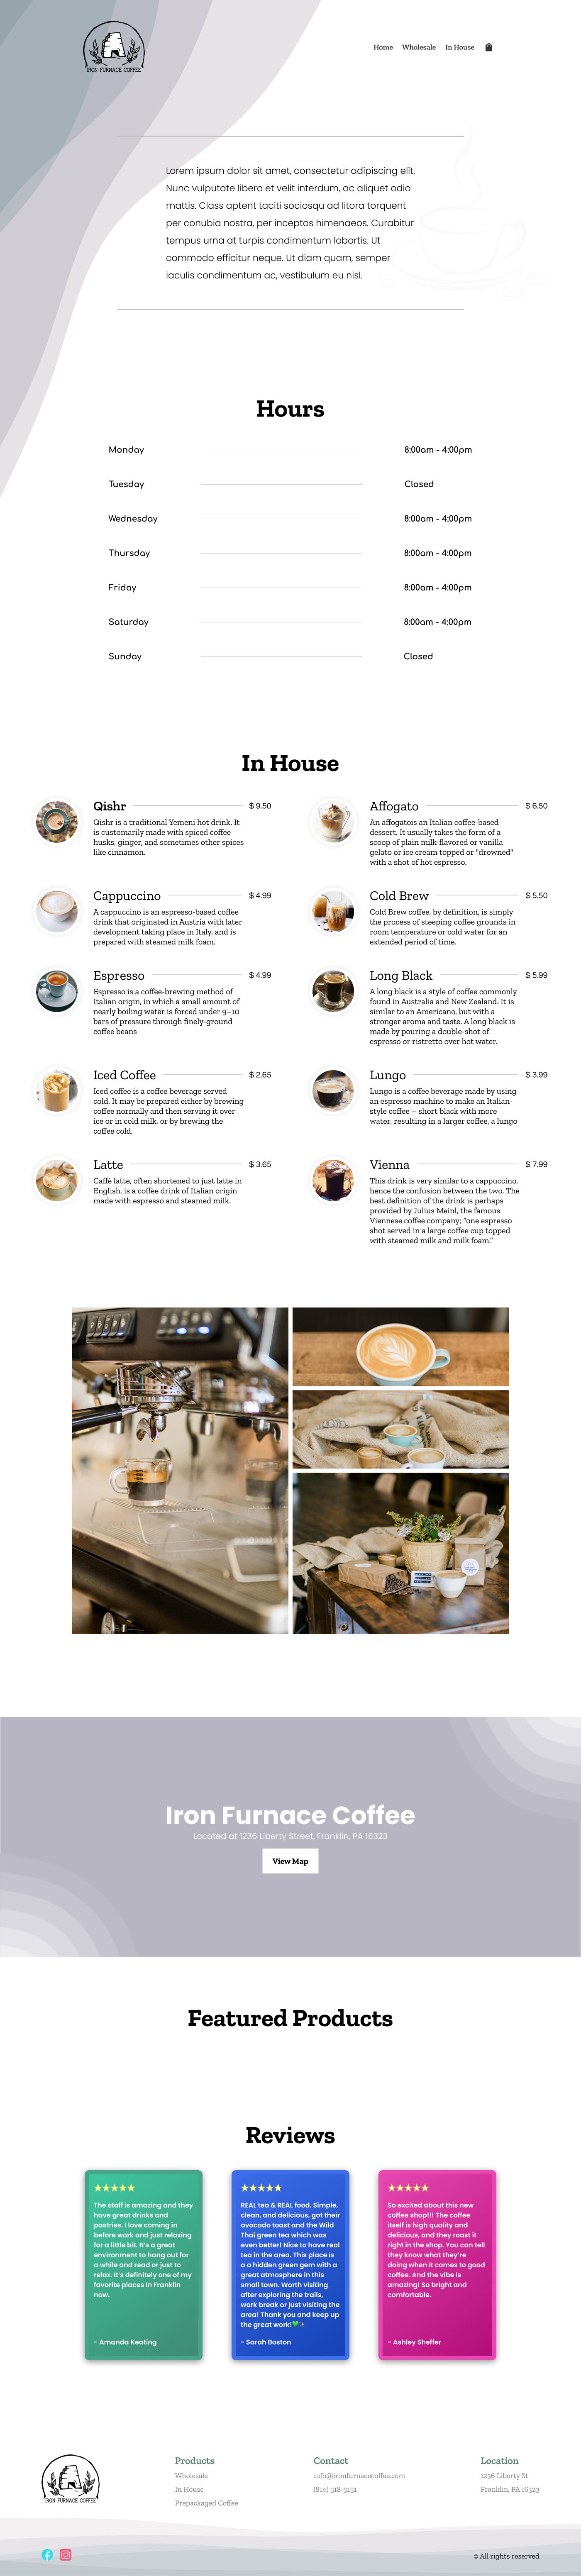 IRON FURNACE COFFEE
Home Wholesale In House
Lorem ipsum dolor sit amet, consectetur adipiscing elit.
Nunc vulputate libero et velit interdum, ac aliquet odio
mattis. Class aptent taciti sociosqu ad litora torquent
per conubia nostra, per inceptos himenaeos. Curabitur
tempus urna at turpis condimentum lobortis. Ut
commodo efficitur neque. Ut diam quam, semper
iaculis condimentum ac, vestibulum eu nisl.
Hours
Monday 8:00am - 4:00pm
Tuesday Closed
Wednesday 8:00am - 4:00pm
Thursday 8:00am - 4:00pm
Friday 8:00am - 4:00pm
Saturday 8:00am - 4:00pm
Sunday Closed
In House
Qishr $ 9.50
Qishr is a traditional Yemeni hot drink. It
is customarily made with spiced coffee
husks, ginger, and sometimes other spices
like cinnamon.
Affogato $ 6.50
An affogatois an Italian coffee-based
dessert. It usually takes the form of a
scoop of plain milk-flavored or vanilla
gelato or ice cream topped or "drowned"
with a shot of hot espresso.
Cappuccino $ 4.99
A cappuccino is an espresso-based coffee
drink that originated in Austria with later
development taking place in Italy, and is
prepared with steamed milk foam.
Cold Brew $ 5.50
Cold Brew coffee, by definition, is simply
the process of steeping coffee grounds in
room temperature or cold water for an
extended period of time.
Espresso $ 4.99
Espresso is a coffee-brewing method of
Italian origin, in which a small amount of
nearly boiling water is forced under 9–10
bars of pressure through finely-ground
coffee beans
Long Black $ 5.99
A long black is a style of coffee commonly
found in Australia and New Zealand. It is
similar to an Americano, but with a
stronger aroma and taste. A long black is
made by pouring a double-shot of
espresso or ristretto over hot water.
Iced Coffee $ 2.65
Iced coffee is a coffee beverage served
cold. It may be prepared either by brewing
coffee normally and then serving it over
ice or in cold milk, or by brewing the
coffee cold.
Lungo $ 3.99
Lungo is a coffee beverage made by using
an espresso machine to make an Italian-
style coffee – short black with more
water, resulting in a larger coffee, a lungo
Latte $ 3.65
Caffè latte, often shortened to just latte in
English, is a coffee drink of Italian origin
made with espresso and steamed milk.
Vienna $ 7.99
This drink is very similar to a cappuccino,
hence the confusion between the two. The
best definition of the drink is perhaps
provided by Julius Meinl, the famous
Viennese coffee company: “one espresso
shot served in a large coffee cup topped
with steamed milk and milk foam.”
Iron Furnace Coffee
Located at 1236 Liberty Street, Franklin, PA 16323
View Map
Featured Products
Reviews
The staff is amazing and they
have great drinks and
pastries. I love coming in
before work and just relaxing
for a little bit. It's a great
environment to hang out for
a while and read or just to
relax. It's definitely one of my
favorite places in Franklin
now.
- Amanda Keating
REAL tea & REAL food. Simple,
clean, and delicious, got their
avocado toast and the Wild
Thai green tea which was
even better! Nice to have real
tea in the area. This place is
a a hidden green gem with a
great atmosphere in this
small town. Worth visiting
after exploring the trails,
work break or just visiting the
area! Thank you and keep up
the great work!💚✨
- Sarah Boston
So excited about this new
coffee shop!!! The coffee
itself is high quality and
delicious, and they roast it
right in the shop. You can tell
they know what they're
doing when it comes to good
coffee. And the vibe is
amazing! So bright and
comfortable.
- Ashley Sheffer
IRON FURNACE COFFEE
Products
Wholesale
In House
Prepackaged Coffee
Contact
info@ironfurnacecoffee.com
(814) 518-5151
Location
1236 Liberty St
Franklin, PA 16323
© All rights reserved